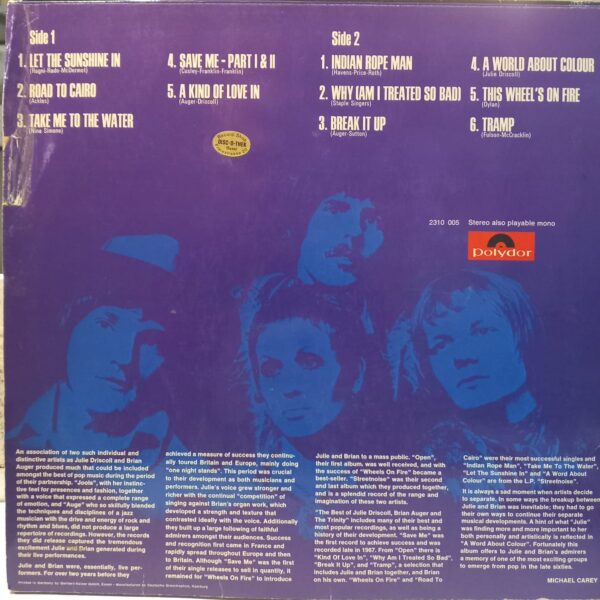 Side 1
1. LET THE SUNSHINE IN
(Ragni-Rado-McDermot)
2. ROAD TO CAIRO
(Ackles)
3. TAKE ME TO THE WATER
(Nina Simone)
4. SAVE ME - PART I & II
(Costey-Franklin-Franklin)
5. A KIND OF LOVE IN
(Auger-Driscoll)
Side 2
1. INDIAN ROPE MAN
(Havens-Price-Roth)
2. WHY (AM I TREATED SO BAD)
(Staple Singers)
3. BREAK IT UP
(Auger-Sutton)
4. A WORLD ABOUT COLOUR
(Julie Driscoll)
5. THIS WHEEL'S ON FIRE
(Dylan)
6. TRAMP
(Fulson-McCracklin)
Record Shop
DISC-O-THEK
2310 005 Stereo also playable mono
polydor
An association of two such individual and
distinctive artists as Julie Driscoll and Brian
Auger produced much that could be included
amongst the best of pop music during the period
of their partnership. "Jools", with her instinc-
tive feel for presences and fashion, together
with a voice that expressed a complete range
of emotion, and "Auge" who so skilfully blended
the techniques and disciplines of a jazz
musician with the drive and energy of rock and
rhythm and blues, did not produce a large
repertoire of recordings. However, the records
they did release captured the tremendous
excitement Julie and Brian generated during
their live performances.
Julie and Brian were, essentially, live per-
formers. For over two years before they
achieved a measure of success they continu-
ally toured Britain and Europe, mainly doing
"one night stands". This period was crucial
to their development as both musicians and
performers. Julie's voice grew stronger and
richer with the continual "competition" of
singing against Brian's organ work, which
developed a strength and texture that
contrasted ideally with the voice. Additionally
they built up a large following of faithful
admirers amongst their audiences. Success
and recognition first came in France and
rapidly spread throughout Europe and then
to Britain. Although "Save Me" was the first
of their single releases to sell in quantity, it
remained for "Wheels On Fire" to introduce
Julie and Brian to a mass public. "Open",
their first album, was well received, and with
the success of "Wheels On Fire" became a
best-seller. "Streetnoise" was their second
and last album which they produced together,
and is a splendid record of the range and
imagination of these two artists.
"The Best of Julie Driscoll, Brian Auger and
The Trinity" includes many of their best and
most popular recordings, as well as being a
history of their development. "Save Me" was
the first record to achieve success and was
recorded late in 1967. From "Open" there is
"Kind Of Love In", "Why Am I Treated So Bad",
"Break It Up", and "Tramp", a selection that
includes Julie and Brian together, and Brian
on his own. "Wheels On Fire" and "Road To
Cairo" were their most successful singles and
"Indian Rope Man", "Take Me To The Water",
"Let The Sunshine In" and "A Word About
Colour" are from the L.P. "Streetnoise".
It is always a sad moment when artists decide
to separate. In some ways the break between
Julie and Brian was inevitable; they had to go
their own ways to continue their separate
musical developments. A hint of what "Julie"
was finding more and more important to her
both personally and artistically is reflected in
"A Word About Colour". Fortunately this
album offers to Julie and Brian's admirers
a memory of one of the most exciting groups
to emerge from pop in the late sixties.
MICHAEL CAREY